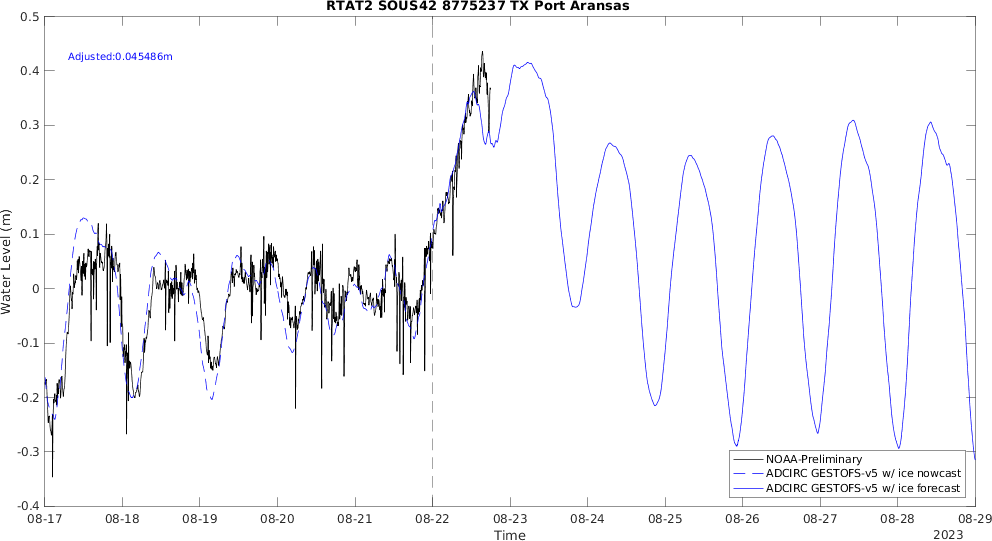 RTAT2 SOUS42 8775237 TX Port Aransas
Adjusted:0.045486m
Water Level (m)
0.5
0.4
0.3
0.2
0.1
0
-0.1
-0.2
-0.3
-0.4
NOAA-Preliminary
ADCIRC GESTOFS-v5 w/ ice nowcast
ADCIRC GESTOFS-v5 w/ ice forecast
08-17 08-18 08-19 08-20 08-21 08-22 08-23 08-24 08-25 08-26 08-27 08-28 08-29
Time
2023